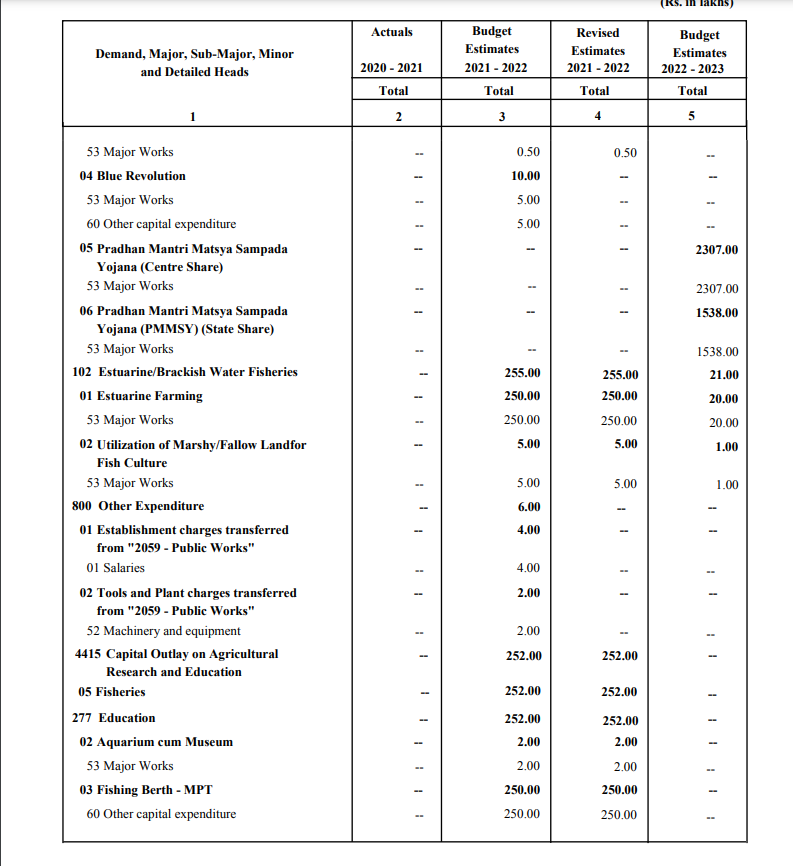 (Rs. in lakhs)
Demand, Major, Sub-Major, Minor
and Detailed Heads
Actuals
2020 - 2021
Budget
Estimates
2021 - 2022
Revised
Estimates
2021 - 2022
Budget
Estimates
2022 - 2023
Total Total Total Total
1 2 3 4 5
53 Major Works -- 0.50 0.50 --
04 Blue Revolution -- 10.00 -- --
53 Major Works -- 5.00 -- --
60 Other capital expenditure -- 5.00 -- --
05 Pradhan Mantri Matsya Sampada -- -- -- 2307.00
Yojana (Centre Share)
53 Major Works -- -- -- 2307.00
06 Pradhan Mantri Matsya Sampada -- -- -- 1538.00
Yojana (PMMSY) (State Share)
53 Major Works -- -- -- 1538.00
102 Estuarine/Brackish Water Fisheries -- 255.00 255.00 21.00
01 Estuarine Farming -- 250.00 250.00 20.00
53 Major Works -- 250.00 250.00 20.00
02 Utilization of Marshy/Fallow Landfor -- 5.00 5.00 1.00
Fish Culture
53 Major Works -- 5.00 5.00 1.00
800 Other Expenditure -- 6.00 -- --
01 Establishment charges transferred -- 4.00 -- --
from "2059 - Public Works"
01 Salaries -- 4.00 -- --
02 Tools and Plant charges transferred -- 2.00 -- --
from "2059 - Public Works"
52 Machinery and equipment -- 2.00 -- --
4415 Capital Outlay on Agricultural -- 252.00 252.00 --
Research and Education
05 Fisheries -- 252.00 252.00 --
277 Education -- 252.00 252.00 --
02 Aquarium cum Museum -- 2.00 2.00 --
53 Major Works -- 2.00 2.00 --
03 Fishing Berth - MPT -- 250.00 250.00 --
60 Other capital expenditure -- 250.00 250.00 --